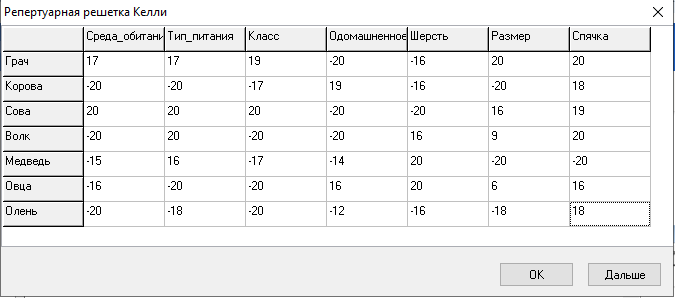 Репертуарная решетка Келли
Среда_обитани Тип_питания Класс Одомашненное Шерсть Размер Спячка
Грач 17 17 19 -20 -16 20 20
Корова -20 -20 -17 19 -16 -20 18
Сова 20 20 20 -20 -20 16 19
Волк -20 20 -20 -20 16 9 -20
Медведь -15 16 -17 -14 20 -20 -20
Овца -16 -20 -20 16 20 6 16
Олень -20 -18 -20 -12 -16 -18 18
OK Дальше